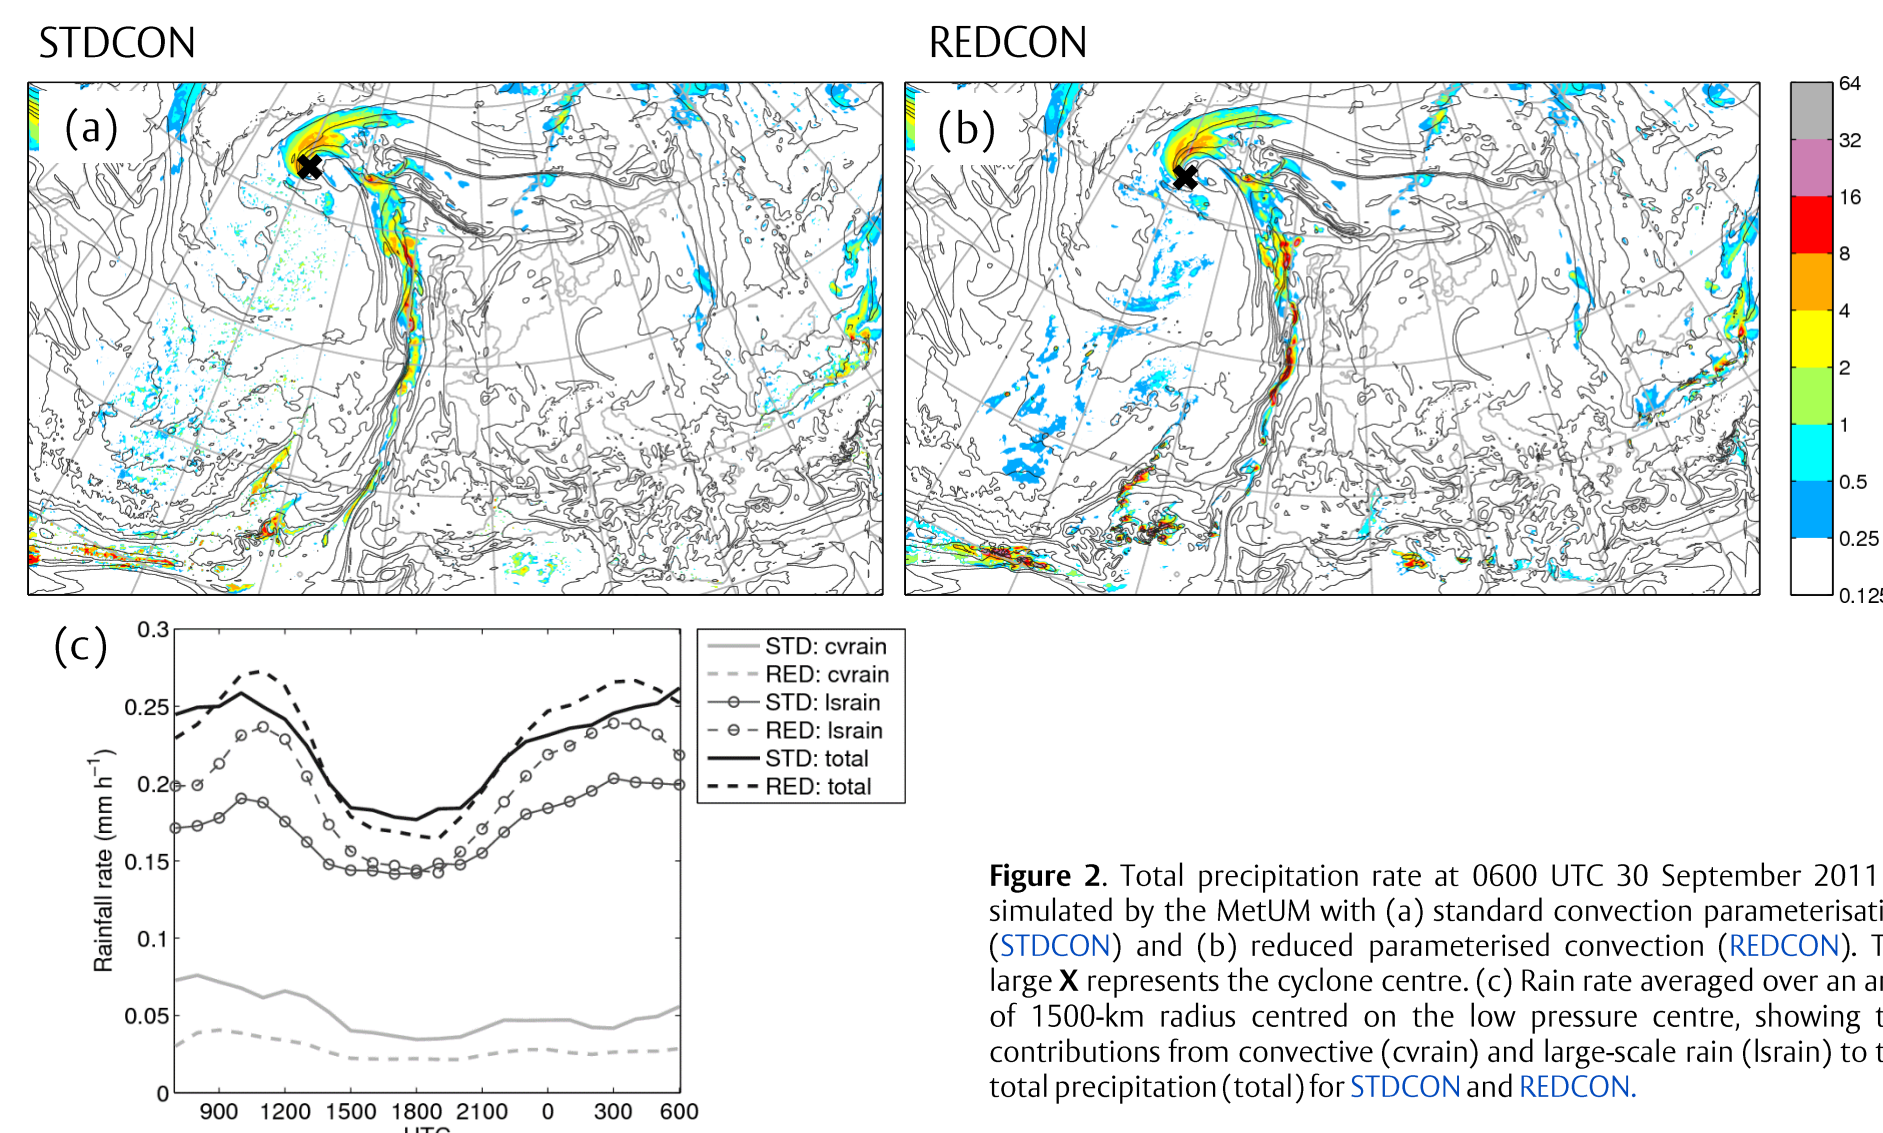 STDCON
REDCON
(a)
(b)
64
32
16
8
4
2
1
0.5
0.25
0.125
(c)
0.3
0.25
0.2
0.15
0.1
0.05
0
Rainfall rate (mm h−1)
900 1200 1500 1800 2100 0 300 600
UTC
STD: cvrain
RED: cvrain
STD: lsrain
RED: lsrain
STD: total
RED: total
Figure 2. Total precipitation rate at 0600 UTC 30 September 2011
simulated by the MetUM with (a) standard convection
(STDCON) and (b) reduced parameterised convection (REDCON).
large X represents the cyclone centre. (c) Rain rate averaged over an
of 1500-km radius centred on the low pressure centre, showing
contributions from convective (cvrain) and large-scale rain (lsrain) to
total precipitation (total) for STDCON and REDCON.